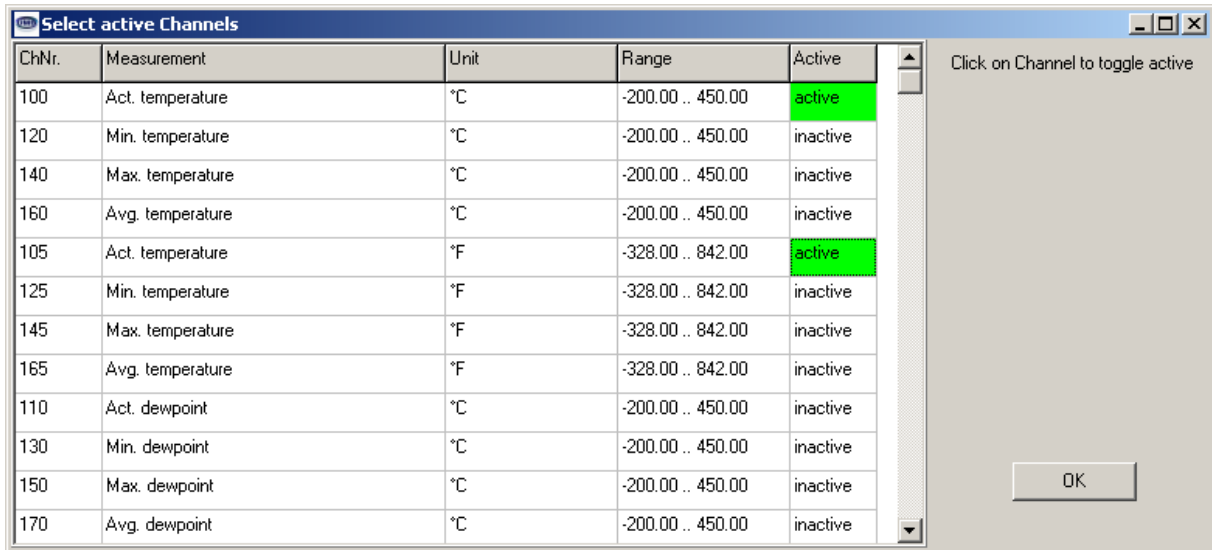 Select active Channels
ChNr. Measurement Unit Range Active
Click on Channel to toggle active
100 Act. temperature °C -200.00 .. 450.00 active
120 Min. temperature °C -200.00 .. 450.00 inactive
140 Max. temperature °C -200.00 .. 450.00 inactive
160 Avg. temperature °C -200.00 .. 450.00 inactive
105 Act. temperature °F -328.00 .. 842.00 active
125 Min. temperature °F -328.00 .. 842.00 inactive
145 Max. temperature °F -328.00 .. 842.00 inactive
165 Avg. temperature °F -328.00 .. 842.00 inactive
110 Act. dewpoint °C -200.00 .. 450.00 inactive
130 Min. dewpoint °C -200.00 .. 450.00 inactive
150 Max. dewpoint °C -200.00 .. 450.00 inactive
170 Avg. dewpoint °C -200.00 .. 450.00 inactive
OK